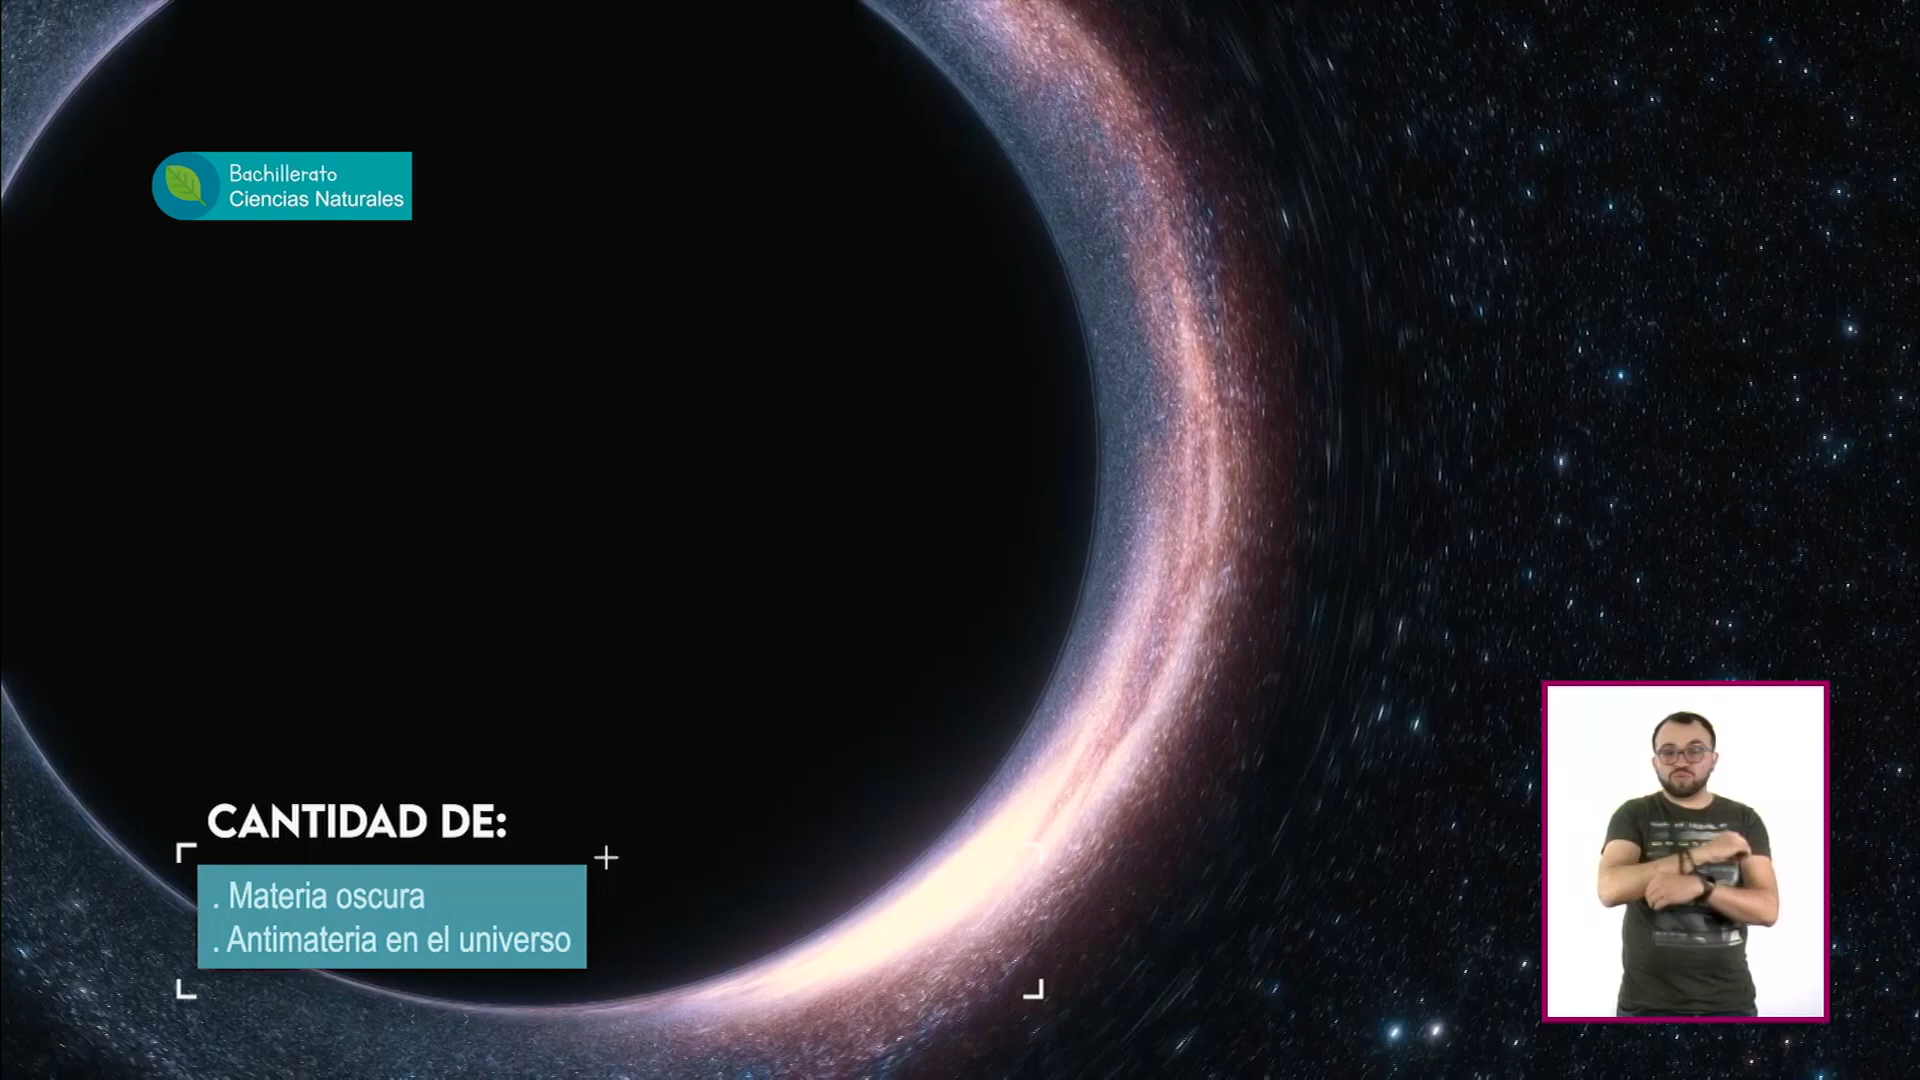 Bachillerato
Ciencias Naturales
CANTIDAD DE:
. Materia oscura
. Antimateria en el universo